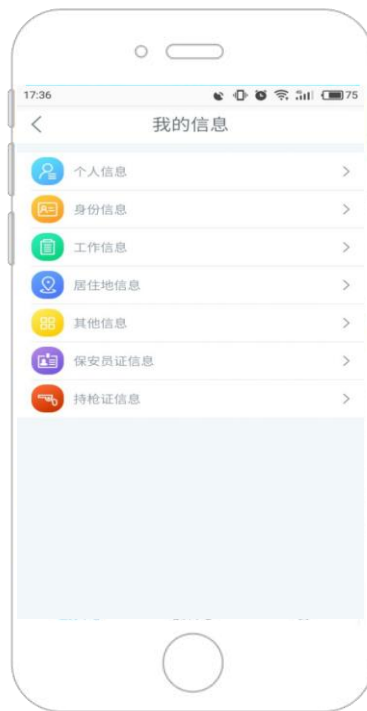 17:36
75
我的信息
个人信息
身份信息
工作信息
居住地信息
其他信息
保安员证信息
持枪证信息